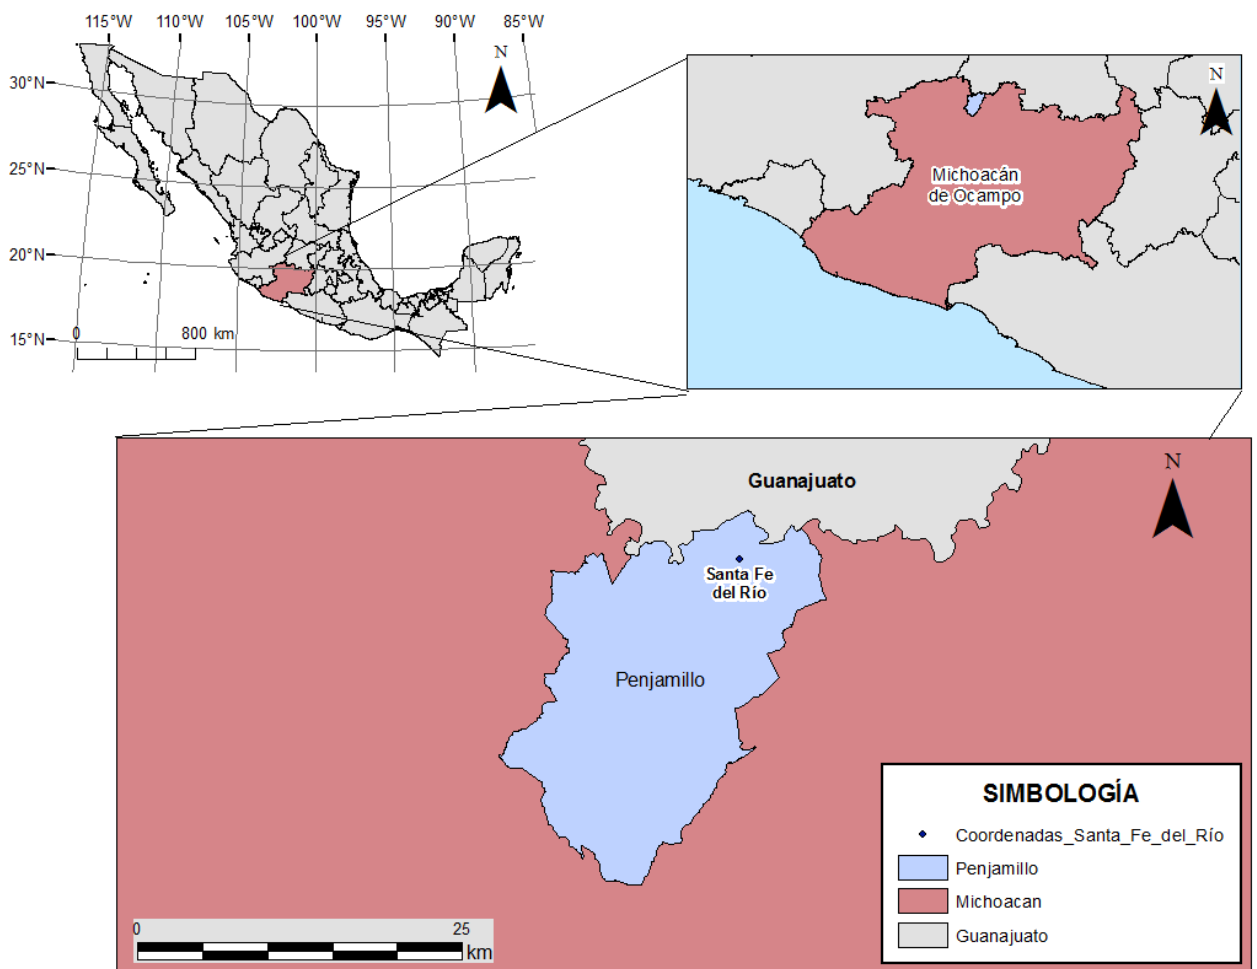 115°W 110°W 105°W 100°W 95°W 90°W 85°W
N
30°N
25°N
20°N
15°N
0 800 km
N
Michoacán
de Ocampo
Guanajuato
N
Santa Fe
del Río
Penjamillo
SIMBOLOGÍA
Coordenadas_Santa_Fe_del_Río
Penjamillo
Michoacan
Guanajuato
0 25
km